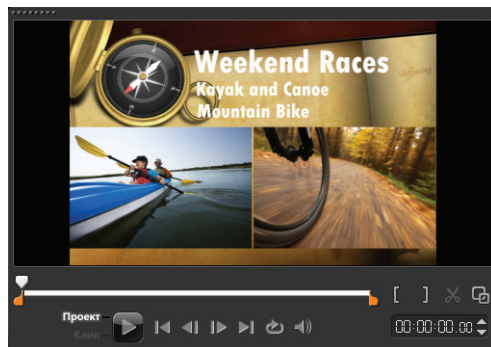 Weekend Races
Kayak and Canoe
Mountain Bike
Проект
Клип
00:00:00.00